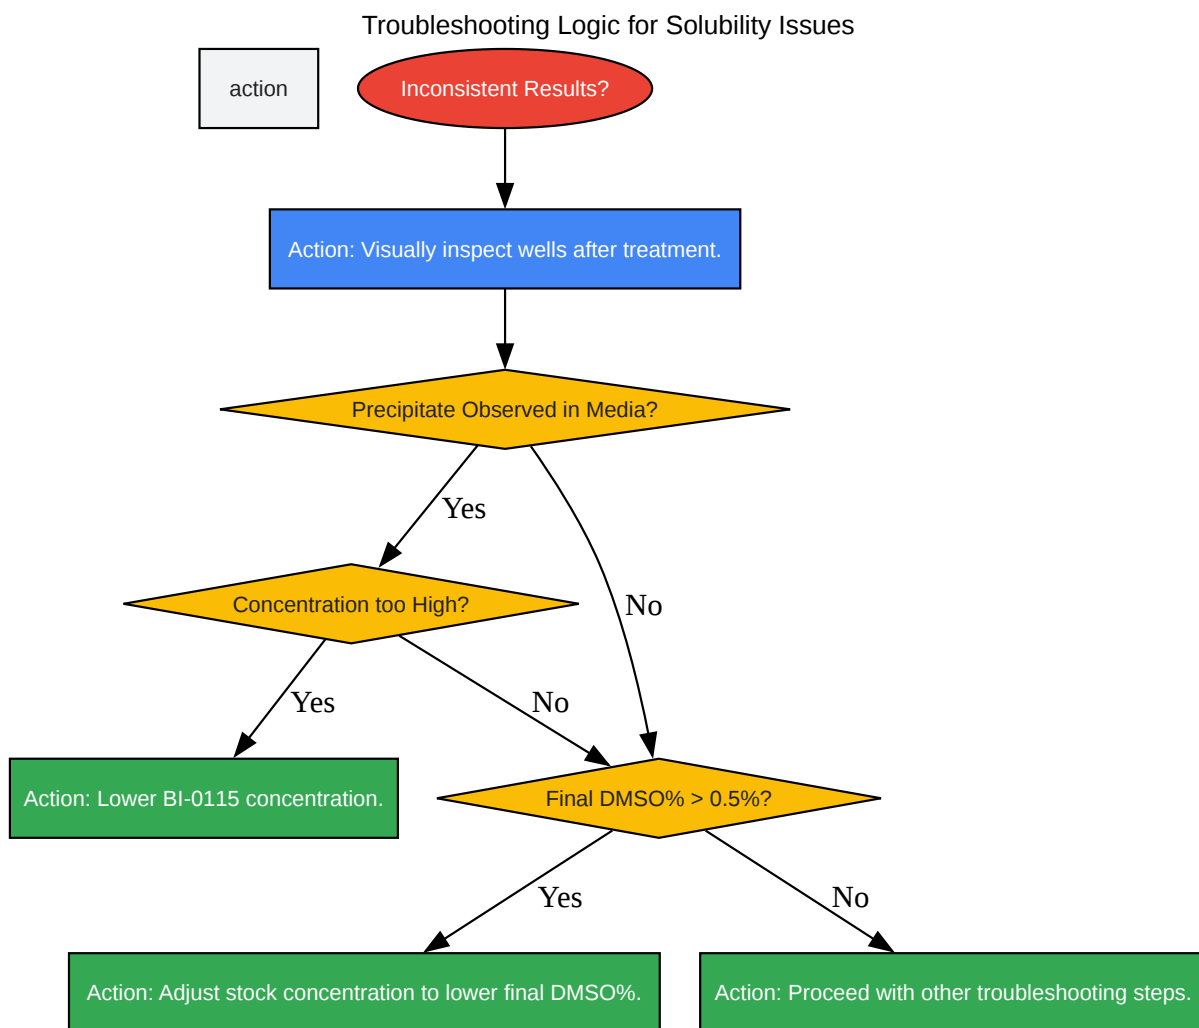 Troubleshooting Logic for Solubility Issues
action
Inconsistent Results?
Action: Visually inspect wells after treatment.
Precipitate Observed in Media?
Yes
Concentration too High?
No
Yes
No
Action: Lower BI-0115 concentration.
Final DMSO% > 0.5%?
Yes
No
Action: Adjust stock concentration to lower final DMSO%.
Action: Proceed with other troubleshooting steps.